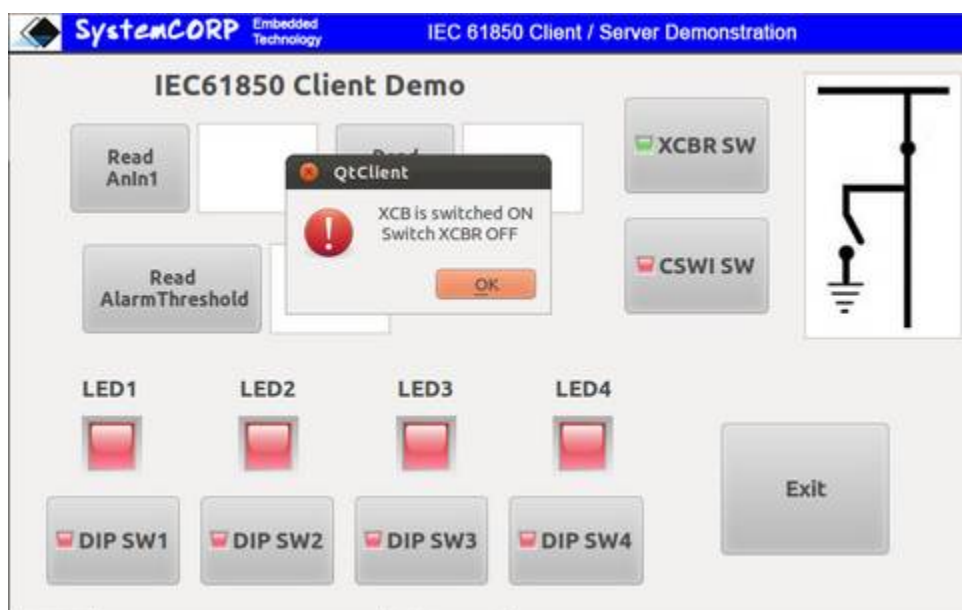 SystemCORP Embedded Technology
IEC 61850 Client / Server Demonstration
IEC61850 Client Demo
Read
AnIn1
XCBR SW
QtClient
XCB is switched ON
Switch XCBR OFF
OK
Read
AlarmThreshold
CSWI SW
LED1
LED2
LED3
LED4
Exit
DIP SW1
DIP SW2
DIP SW3
DIP SW4